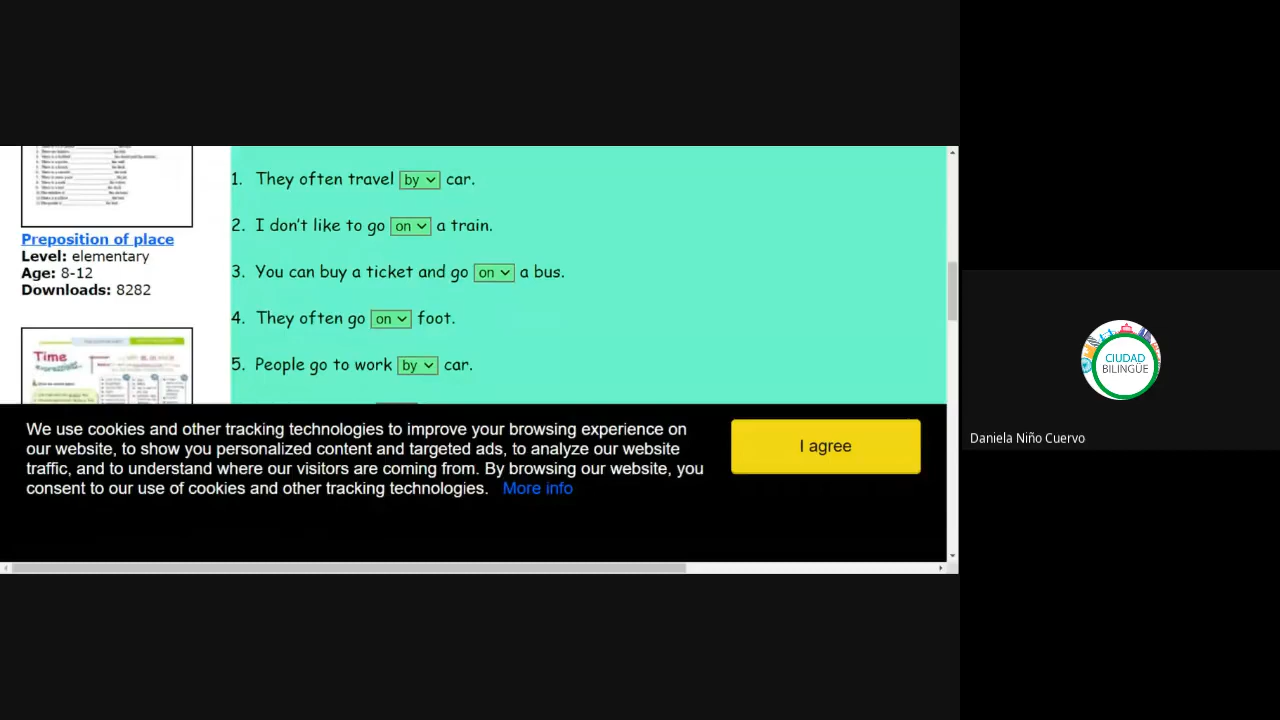 1. They often travel by car.
2. I don't like to go on a train.
3. You can buy a ticket and go on a bus.
4. They often go on foot.
5. People go to work by car.
Preposition of place
Level: elementary
Age: 8-12
Downloads: 8282
Time
We use cookies and other tracking technologies to improve your browsing experience on
our website, to show you personalized content and targeted ads, to analyze our website
traffic, and to understand where our visitors are coming from. By browsing our website, you
consent to our use of cookies and other tracking technologies. More info
I agree
CIUDAD
BILINGÜE
Daniela Niño Cuervo